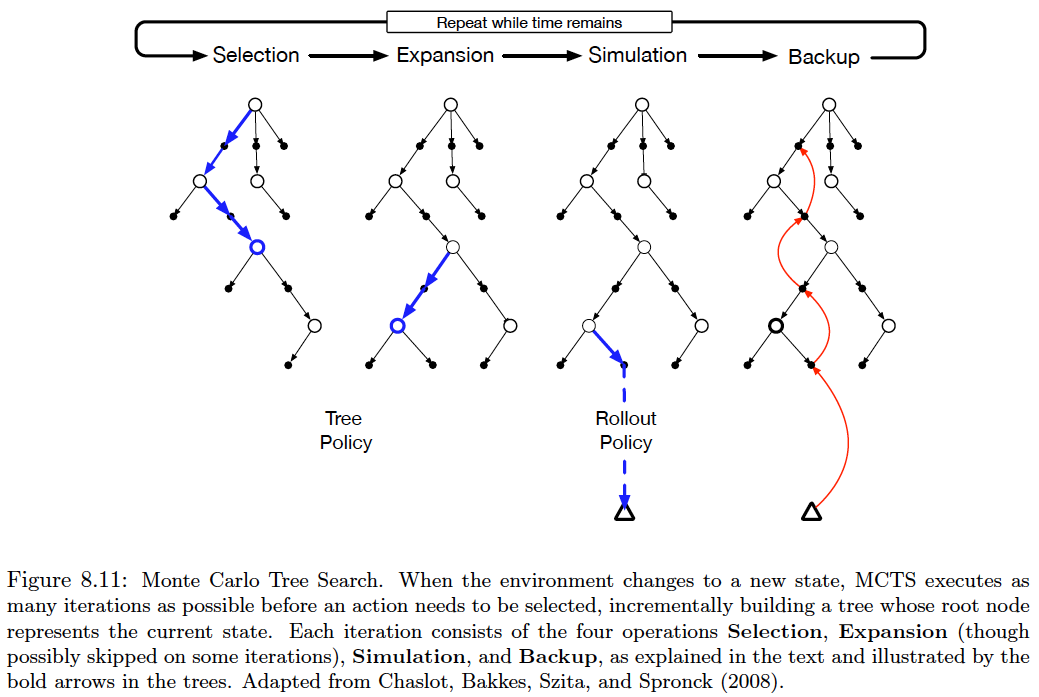 Repeat while time remains
Selection Expansion Simulation Backup
Tree
Policy
Rollout
Policy
Figure 8.11: Monte Carlo Tree Search. When the environment changes to a new state, MCTS executes as
many iterations as possible before an action needs to be selected, incrementally building a tree whose root node
represents the current state. Each iteration consists of the four operations Selection, Expansion (though
possibly skipped on some iterations), Simulation, and Backup, as explained in the text and illustrated by the
bold arrows in the trees. Adapted from Chaslot, Bakkes, Szita, and Spronck (2008).